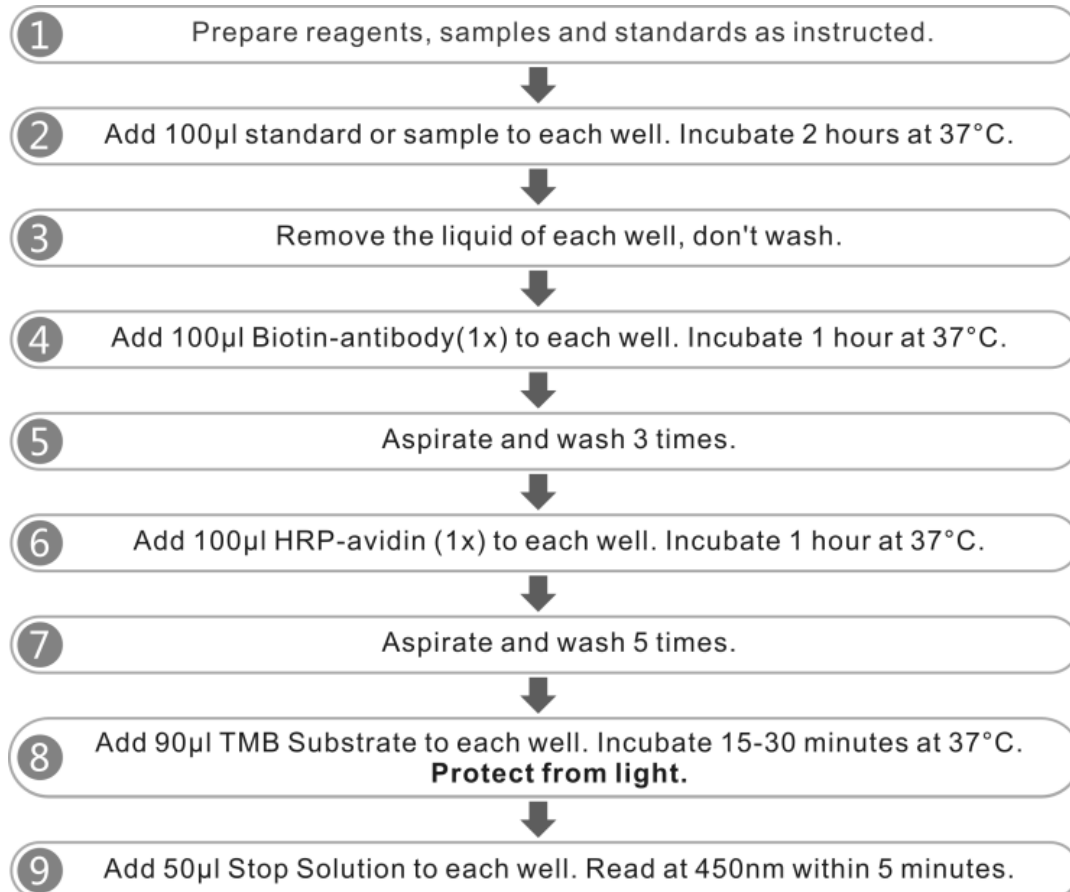 1 Prepare reagents, samples and standards as instructed.
2 Add 100μl standard or sample to each well. Incubate 2 hours at 37°C.
3 Remove the liquid of each well, don't wash.
4 Add 100μl Biotin-antibody(1x) to each well. Incubate 1 hour at 37°C.
5 Aspirate and wash 3 times.
6 Add 100μl HRP-avidin (1x) to each well. Incubate 1 hour at 37°C.
7 Aspirate and wash 5 times.
8 Add 90μl TMB Substrate to each well. Incubate 15-30 minutes at 37°C.
Protect from light.
9 Add 50μl Stop Solution to each well. Read at 450nm within 5 minutes.